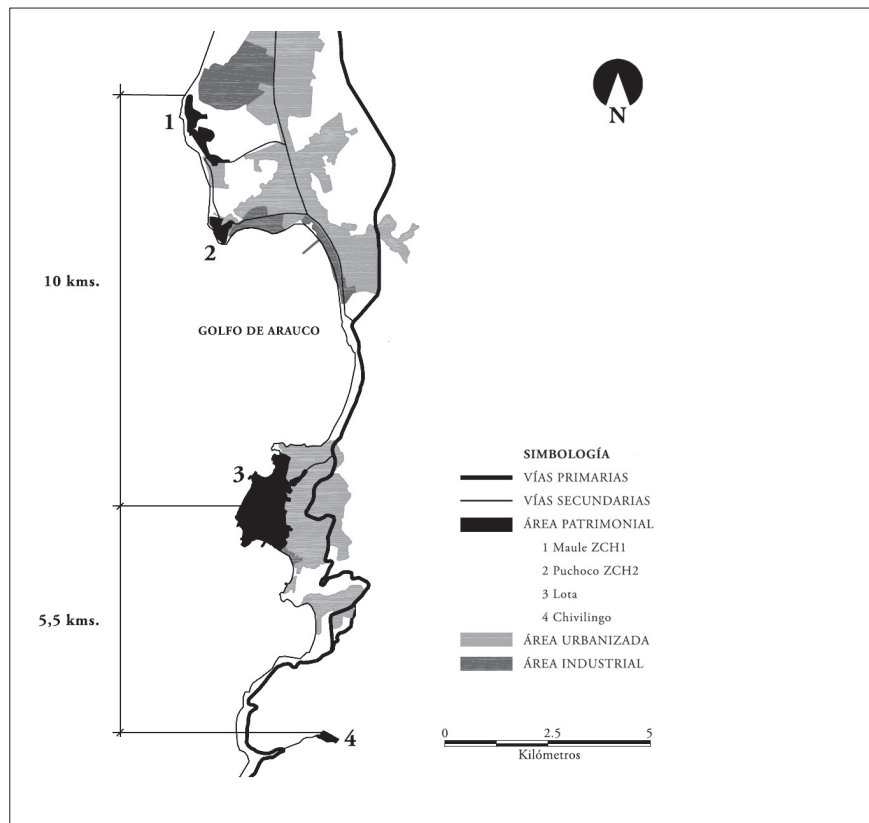 N
1
2
10 kms.
GOLFO DE ARAUCO
3
5,5 kms.
4
SIMBOLOGÍA
VÍAS PRIMARIAS
VÍAS SECUNDARIAS
ÁREA PATRIMONIAL
1 Maule ZCH1
2 Puchoco ZCH2
3 Lota
4 Chivilingo
ÁREA URBANIZADA
ÁREA INDUSTRIAL
0 2.5 5
Kilómetros